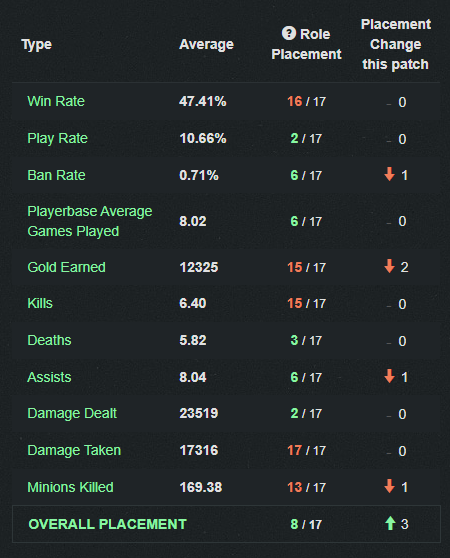 Type Average ? Role Placement Placement Change this patch
Win Rate 47.41% 16 / 17 - 0
Play Rate 10.66% 2 / 17 - 0
Ban Rate 0.71% 6 / 17 1
Playerbase Average
Games Played 8.02 6 / 17 - 0
Gold Earned 12325 15 / 17 2
Kills 6.40 15 / 17 - 0
Deaths 5.82 3 / 17 - 0
Assists 8.04 6 / 17 1
Damage Dealt 23519 2 / 17 - 0
Damage Taken 17316 17 / 17 - 0
Minions Killed 169.38 13 / 17 1
OVERALL PLACEMENT 8 / 17 3